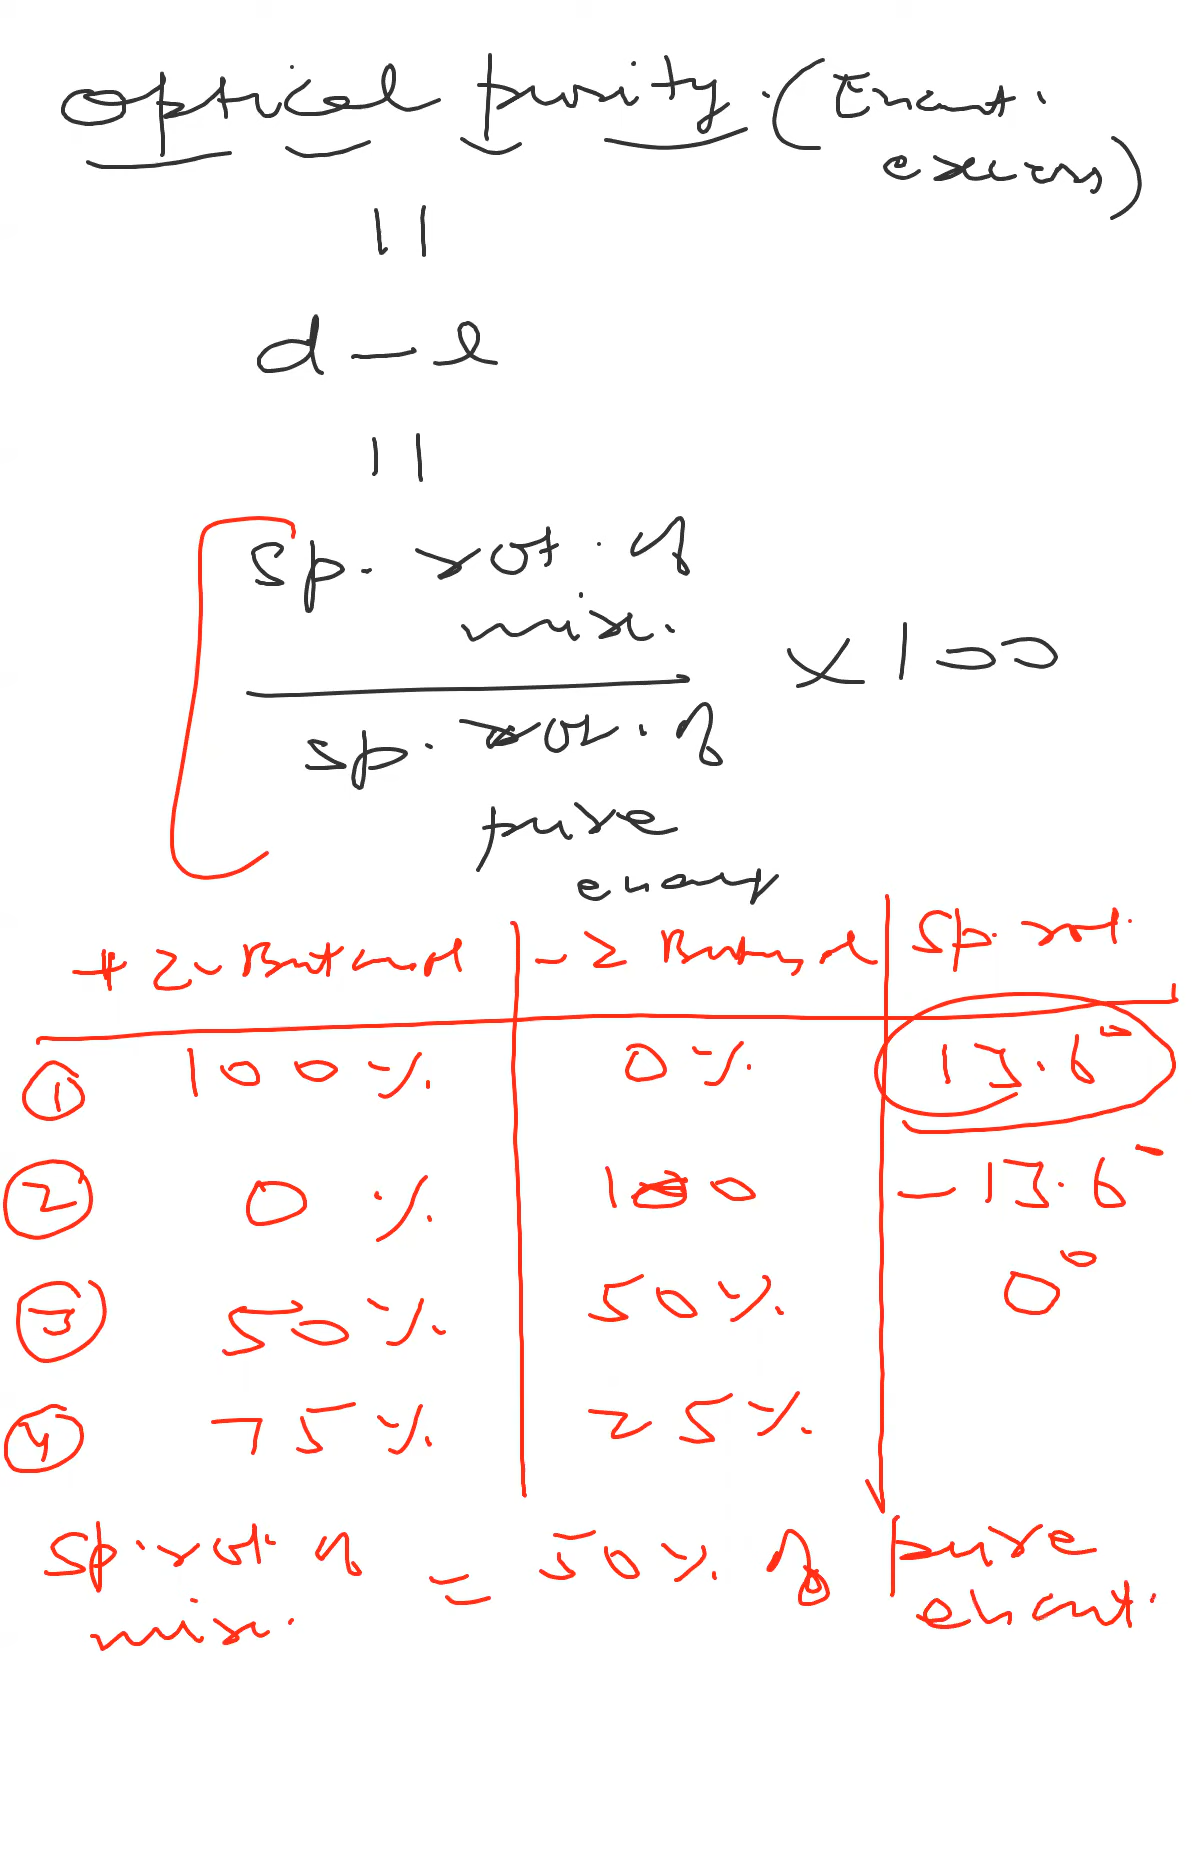 optical purity. (Enant.
excess)
||
d - l
||
sp. rot. of
mix.
x 100
sp. rot. of
pure
enant
+ 2- Butanol - 2 Butanol sp. rot.
① 100 % 0 % 13.6°
② 0 % 100 - 13.6°
③ 50 % 50 % 0°
④ 75 % 25 %
sp. rot. of = 50 % of pure
mix. enant.